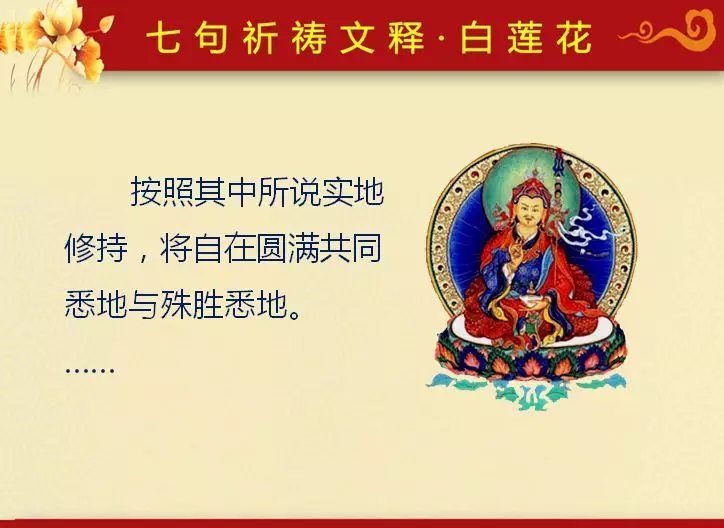 七句祈祷文释·白莲花
按照其中所说实地
修持，将自在圆满共同
悉地与殊胜悉地。
……